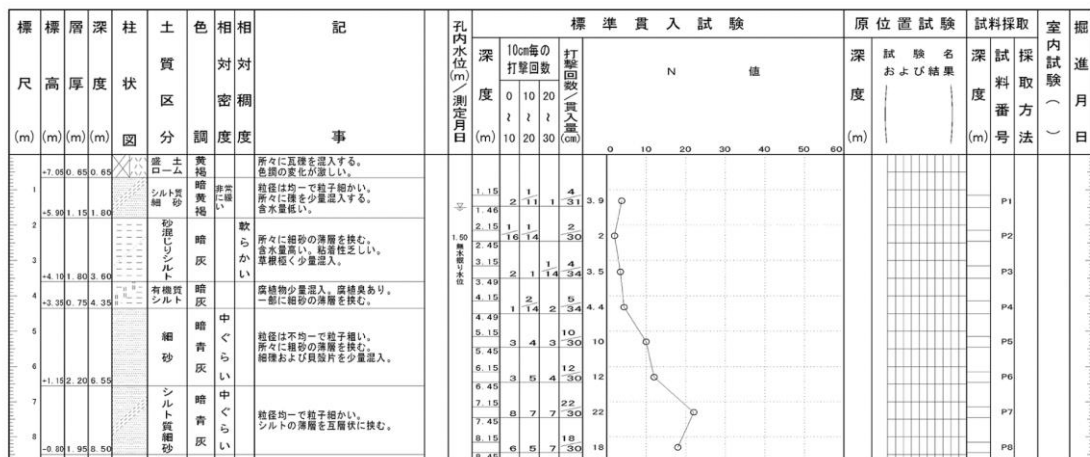 標尺(m) 標高(m) 層厚(m) 深度(m) 柱状図 土質区分 色調 相対密度 相対稠度 記事 孔内水位(m)/測定月日 標準貫入試験 原位置試験 試料採取 室内試験( ) 掘進月日
深度(m) 10cm毎の打撃回数 打撃回数/貫入量(cm) N値 深度(m) 試験名および結果 深度(m) 試料番号 採取方法
0〜10 10〜20 20〜30 0 10 20 30 40 50 60
+7.05 0.65 0.65 盛土ローム 黄褐 所々に瓦礫を混入する。
色調の変化が激しい。
1 +5.90 1.15 1.80 シルト質細砂 暗黄褐 非常に緩い 粒径は均一で粒子細かい。
所々に礫を少量混入する。
含水量低い。
1.15 2 1/11 1 4/31 3.9 P1
1.46
2 3 +4.10 1.80 3.60 砂混じりシルト 暗灰 軟らかい 所々に細砂の薄層を挟む。
含水量高い。粘着性乏しい。
草根極く少量混入。
1.50 無水掘り水位
2.15 1/16 1/14 2/30 2 P2
2.45
3.15 2 1 1/14 4/34 3.5 P3
3.49
4 +3.35 0.75 4.35 有機質シルト 暗灰 腐植物少量混入。腐植臭あり。
一部に細砂の薄層を挟む。
4.15 1 2/14 2 5/34 4.4 P4
4.49
5 6 +1.15 2.20 6.55 細砂 暗青灰 中ぐらい 粒径は不均一で粒子粗い。
所々に粗砂の薄層を挟む。
細礫および貝殻片を少量混入。
5.15 3 4 3 10/30 10 P5
5.45
6.15 3 5 4 12/30 12 P6
6.45
7 8 -0.80 1.95 8.50 シルト質細砂 暗青灰 中ぐらい 粒径均一で粒子細かい。
シルトの薄層を互層状に挟む。
7.15 8 7 7 22/30 22 P7
7.45
8.15 6 5 7 18/30 18 P8
8.45